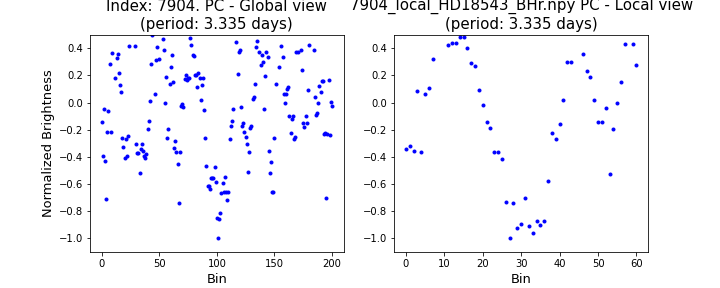 Index: 7904. PC - Global view
(period: 3.335 days)
7904_local_HD18543_BHr.npy PC - Local view
(period: 3.335 days)
Normalized Brightness
0.4
0.2
0.0
−0.2
−0.4
−0.6
−0.8
−1.0
0 50 100 150 200
Bin
0.4
0.2
0.0
−0.2
−0.4
−0.6
−0.8
−1.0
0 10 20 30 40 50 60
Bin